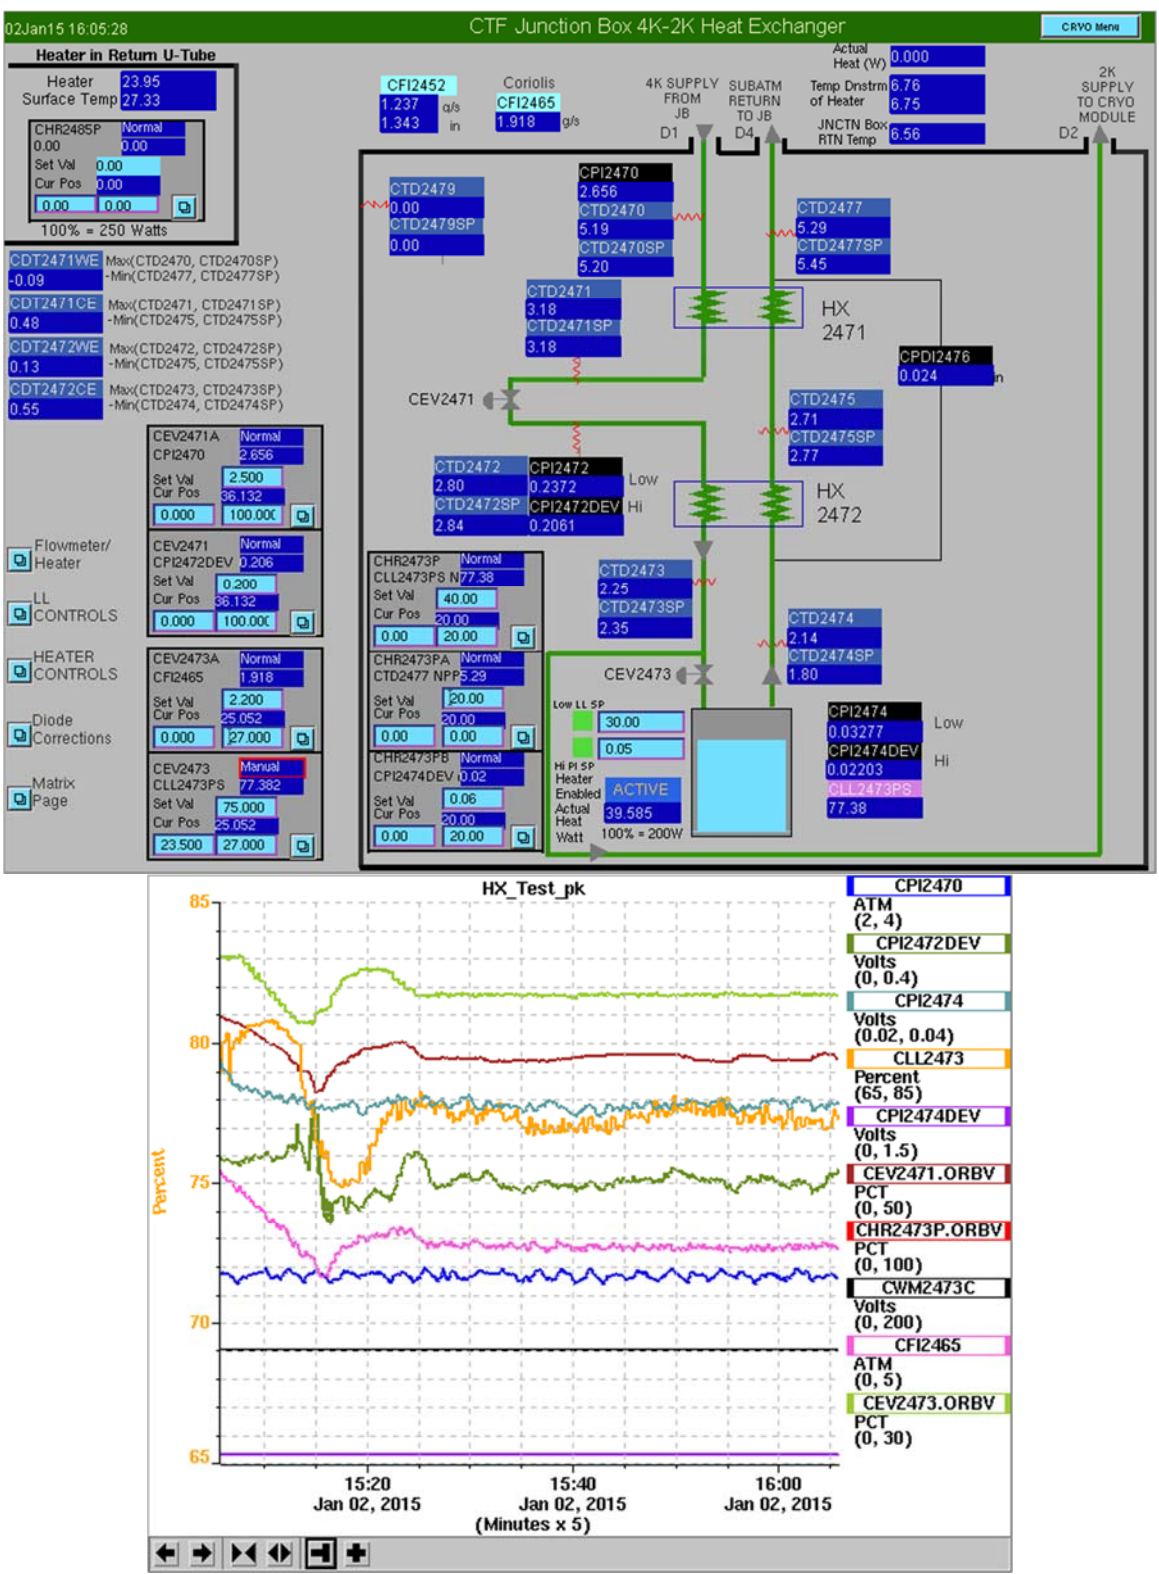 02Jan15 16:05:28
CTF Junction Box 4K-2K Heat Exchanger
CRYO Menu
Heater in Return U-Tube
Heater 23.95
Surface Temp 27.33
CHR2485P Normal
0.00 0.00
Set Val 0.00
Cur Pos 0.00
0.00 0.00
100% = 250 Watts
CFI2452
1.237 g/s
1.343 in
Coriolis
CFI2465
1.918 g/s
4K SUPPLY
FROM
JB
D1
SUBATM
RETURN
TO JB
D4
Actual
Heat (W) 0.000
Temp Dnstrm 6.76
of Heater 6.75
JNCTN Box
RTN Temp 6.56
2K
SUPPLY
TO CRYO
MODULE
D2
CDT2471WE Max(CTD2470, CTD2470SP)
-0.09 -Min(CTD2477, CTD2477SP)
CDT2471CE Max(CTD2471, CTD2471SP)
0.48 -Min(CTD2475, CTD2475SP)
CDT2472WE Max(CTD2472, CTD2472SP)
0.13 -Min(CTD2475, CTD2475SP)
CDT2472CE Max(CTD2473, CTD2473SP)
0.55 -Min(CTD2474, CTD2474SP)
CTD2479
0.00
CTD2479SP
0.00
CPI2470
2.656
CTD2470
5.19
CTD2470SP
5.20
CTD2477
5.29
CTD2477SP
5.45
CTD2471
3.18
CTD2471SP
3.18
HX
2471
CPDI2476
0.024 in
CEV2471
CTD2475
2.71
CTD2475SP
2.77
CTD2472
2.80
CTD2472SP
2.84
CPI2472
0.2372
Low
CPI2472DEV Hi
0.2061
HX
2472
CEV2471A Normal
CPI2470 2.656
Set Val 2.500
Cur Pos 36.132
0.000 100.000
CEV2471 Normal
CPI2472DEV 0.206
Set Val 0.200
Cur Pos 36.132
0.000 100.000
CEV2473A Normal
CFI2465 1.918
Set Val 2.200
Cur Pos 25.052
0.000 27.000
CEV2473 Manual
CLL2473PS 77.382
Set Val 75.000
Cur Pos 25.052
23.500 27.000
Flowmeter/
Heater
LL
CONTROLS
HEATER
CONTROLS
Diode
Corrections
Matrix
Page
CHR2473P Normal
CLL2473PS N 77.38
Set Val 40.00
Cur Pos 20.00
0.00 20.00
CHR2473PA Normal
CTD2477 NPP 5.29
Set Val 20.00
Cur Pos 20.00
0.00 0.00
CHR2473PB Normal
CPI2474DEV 0.02
Set Val 0.06
Cur Pos 20.00
0.00 20.00
CTD2473
2.25
CTD2473SP
2.35
CTD2474
2.14
CTD2474SP
1.80
CEV2473
Low LL SP
30.00
0.05
Hi PI SP
Heater
Enabled ACTIVE
Actual
Heat 39.585
Watt 100% = 200W
CPI2474
0.03277
Low
CPI2474DEV
0.02203
Hi
CLL2473PS
77.38
HX_Test_pk
85
80
75
70
65
Percent
15:20
Jan 02, 2015
15:40
Jan 02, 2015
16:00
Jan 02, 2015
(Minutes x 5)
CPI2470
ATM
(2, 4)
CPI2472DEV
Volts
(0, 0.4)
CPI2474
Volts
(0.02, 0.04)
CLL2473
Percent
(65, 85)
CPI2474DEV
Volts
(0, 1.5)
CEV2471.ORBV
PCT
(0, 50)
CHR2473P.ORBV
PCT
(0, 100)
CWM2473C
Volts
(0, 200)
CFI2465
ATM
(0, 5)
CEV2473.ORBV
PCT
(0, 30)